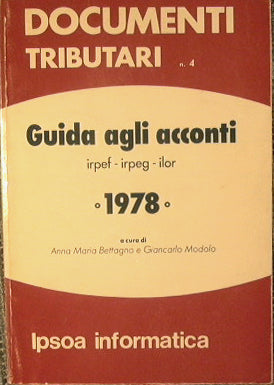 DOCUMENTI
TRIBUTARI n. 4
Guida agli acconti
irpef - irpeg - ilor
1978
a cura di
Anna Maria Bettagno e Giancarlo Modolo
Ipsoa informatica